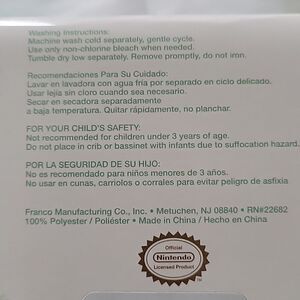 Washing Instructions:
Machine wash cold separately, gentle cycle.
Use only non-chlorine bleach when needed.
Tumble dry low separately. Remove promptly, do not iron.
Recomendaciones Para Su Cuidado:
Lavar en lavadora con agua fría por separado en ciclo delicado.
Usar lejía sin cloro cuando sea necesario.
Secar en secadora separadamente
a baja temperatura. Quitar rápidamente, no planchar.
FOR YOUR CHILD'S SAFETY:
Not recommended for children under 3 years of age.
Do not place in crib or bassinet with infants due to suffocation hazard.
POR LA SEGURIDAD DE SU HIJO:
No es recomendado para niños menores de 3 años.
No usar en cunas, carriolos o corrales para evitar peligro de asfixia
Franco Manufacturing Co., Inc. • Metuchen, NJ 08840 • RN#22682
100% Polyester / Poliéster • Made in China / Hecho en China
Official
Nintendo
Licensed Product
TM